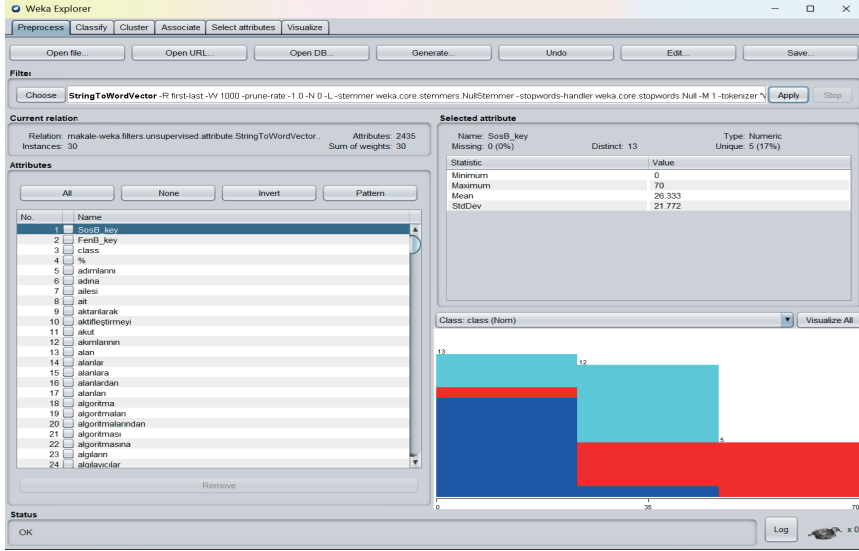 Weka Explorer
Preprocess Classify Cluster Associate Select attributes Visualize
Open file... Open URL... Open DB... Generate... Undo Edit... Save...
Filter
Choose StringToWordVector -R first-last -W 1000 -prune-rate -1.0 -N 0 -L -stemmer weka.core.stemmers.NullStemmer -stopwords-handler weka.core.stopwords.Null -M 1 -tokenizer Apply Stop
Current relation
Relation: makale-weka.filters.unsupervised.attribute.StringToWordVector.. Attributes: 2435
Instances: 30 Sum of weights: 30
Attributes
All None Invert Pattern
No. Name
1 SosB_key
2 FenB_key
3 class
4 %
5 adımlarını
6 adına
7 ailesi
8 ait
9 aktarılarak
10 aktifleştirmeyi
11 akut
12 akımlarının
13 alan
14 alanlar
15 alanlara
16 alanlardan
17 alanları
18 algoritma
19 algoritmaları
20 algoritmalarından
21 algoritması
22 algoritmasına
23 algıların
24 algılayıcılar
Remove
Selected attribute
Name: SosB_key Type: Numeric
Missing: 0 (0%) Distinct: 13 Unique: 5 (17%)
Statistic Value
Minimum 0
Maximum 70
Mean 26.333
StdDev 21.772
Class: class (Nom) Visualize All
13
12
5
0 35 70
Status
OK
Log x 0